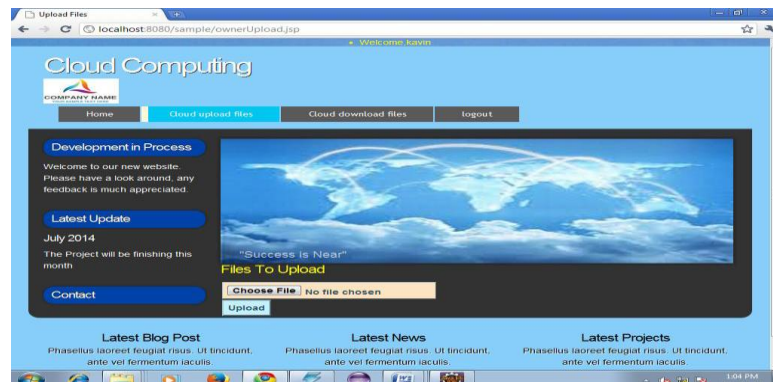 Upload Files
localhost:8080/sample/ownerUpload.jsp
Welcome kavin
Cloud Computing
COMPANY NAME
Home
Cloud upload files
Cloud download files
logout
Development in Process
Welcome to our new website.
Please have a look around, any
feedback is much appreciated.
Latest Update
July 2014
The Project will be finishing this
month
Contact
"Success is Near"
Files To Upload
Choose File No file chosen
Upload
Latest Blog Post
Phasellus laoreet feugiat risus. Ut tincidunt,
ante vel fermentum iaculis.
Latest News
Phasellus laoreet feugiat risus. Ut tincidunt,
ante vel fermentum iaculis.
Latest Projects
Phasellus laoreet feugiat risus. Ut tincidunt,
ante vel fermentum iaculis.
1:04 PM